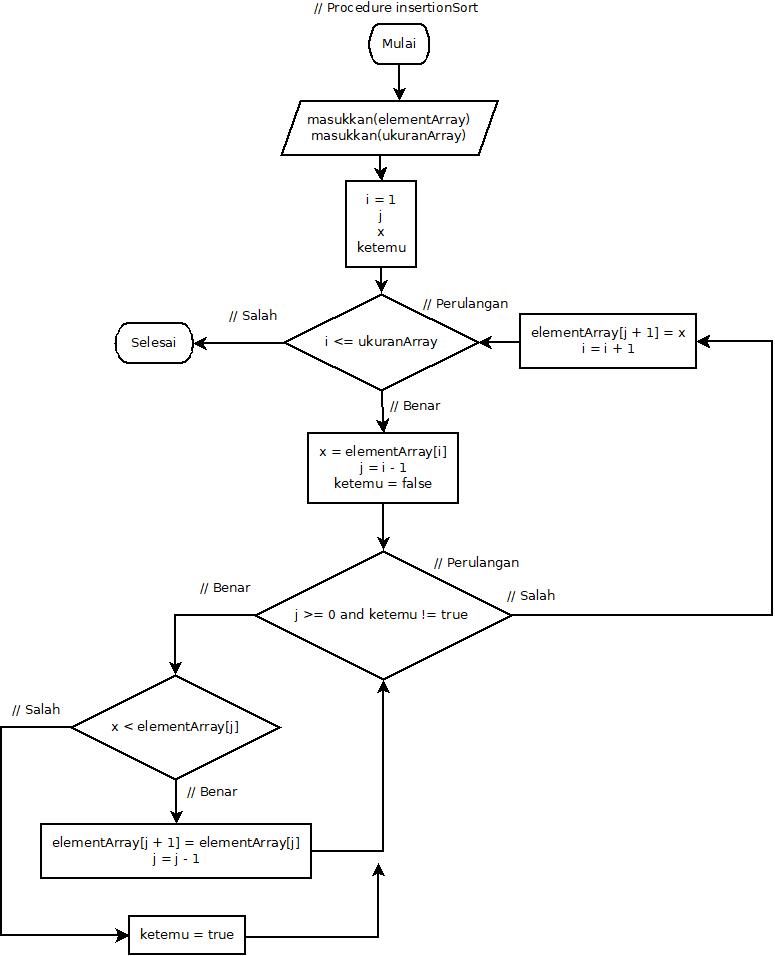 // Procedure insertionSort
Mulai
masukkan(elementArray)
masukkan(ukuranArray)
i = 1
j
x
ketemu
// Perulangan
// Salah
i <= ukuranArray
Selesai
elementArray[j + 1] = x
i = i + 1
// Benar
x = elementArray[i]
j = i - 1
ketemu = false
// Perulangan
// Benar
// Salah
j >= 0 and ketemu != true
// Salah
x < elementArray[j]
// Benar
elementArray[j + 1] = elementArray[j]
j = j - 1
ketemu = true